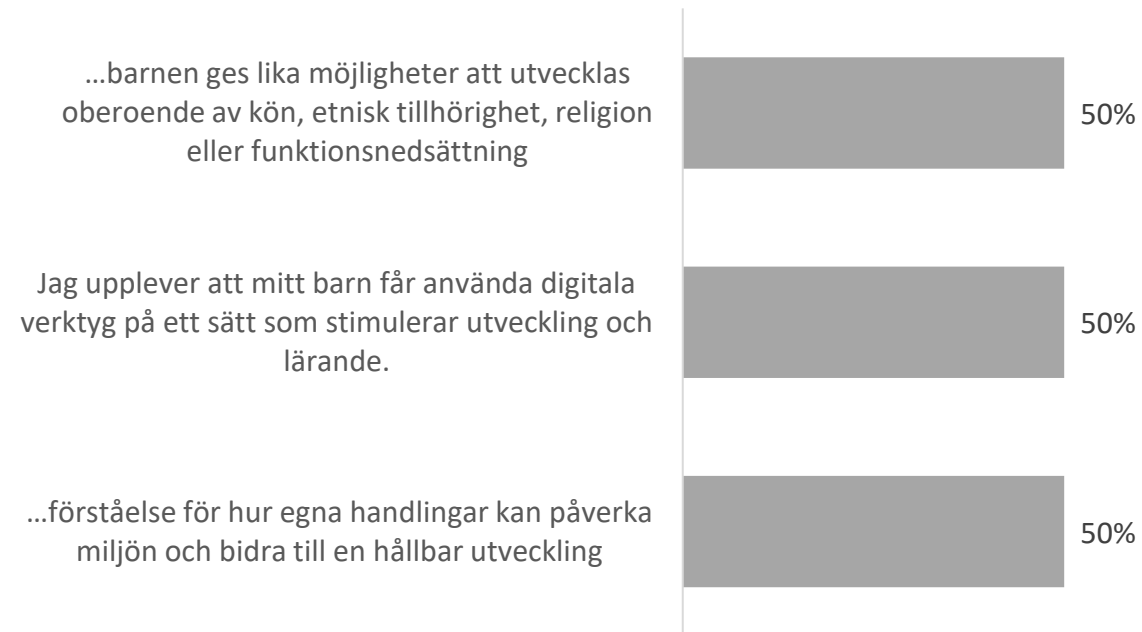 …barnen ges lika möjligheter att utvecklas
oberoende av kön, etnisk tillhörighet, religion
eller funktionsnedsättning
50%
Jag upplever att mitt barn får använda digitala
verktyg på ett sätt som stimulerar utveckling och
lärande.
50%
…förståelse för hur egna handlingar kan påverka
miljön och bidra till en hållbar utveckling
50%